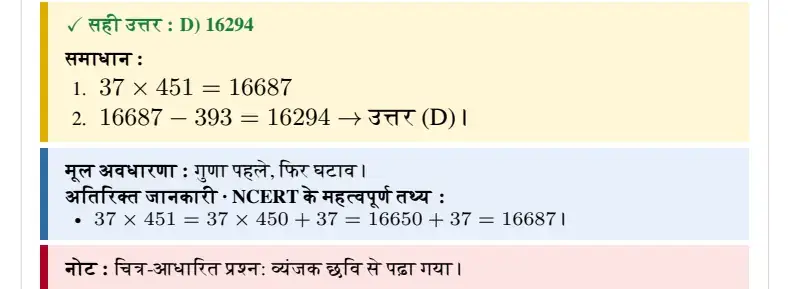 ✓ सही उत्तर : D) 16294
समाधान :
1. 37 × 451 = 16687
2. 16687 − 393 = 16294 → उत्तर (D)।
मूल अवधारणा : गुणा पहले, फिर घटाव।
अतिरिक्त जानकारी · NCERT के महत्वपूर्ण तथ्य :
• 37 × 451 = 37 × 450 + 37 = 16650 + 37 = 16687।
नोट : चित्र-आधारित प्रश्न: व्यंजक छवि से पढ़ा गया।